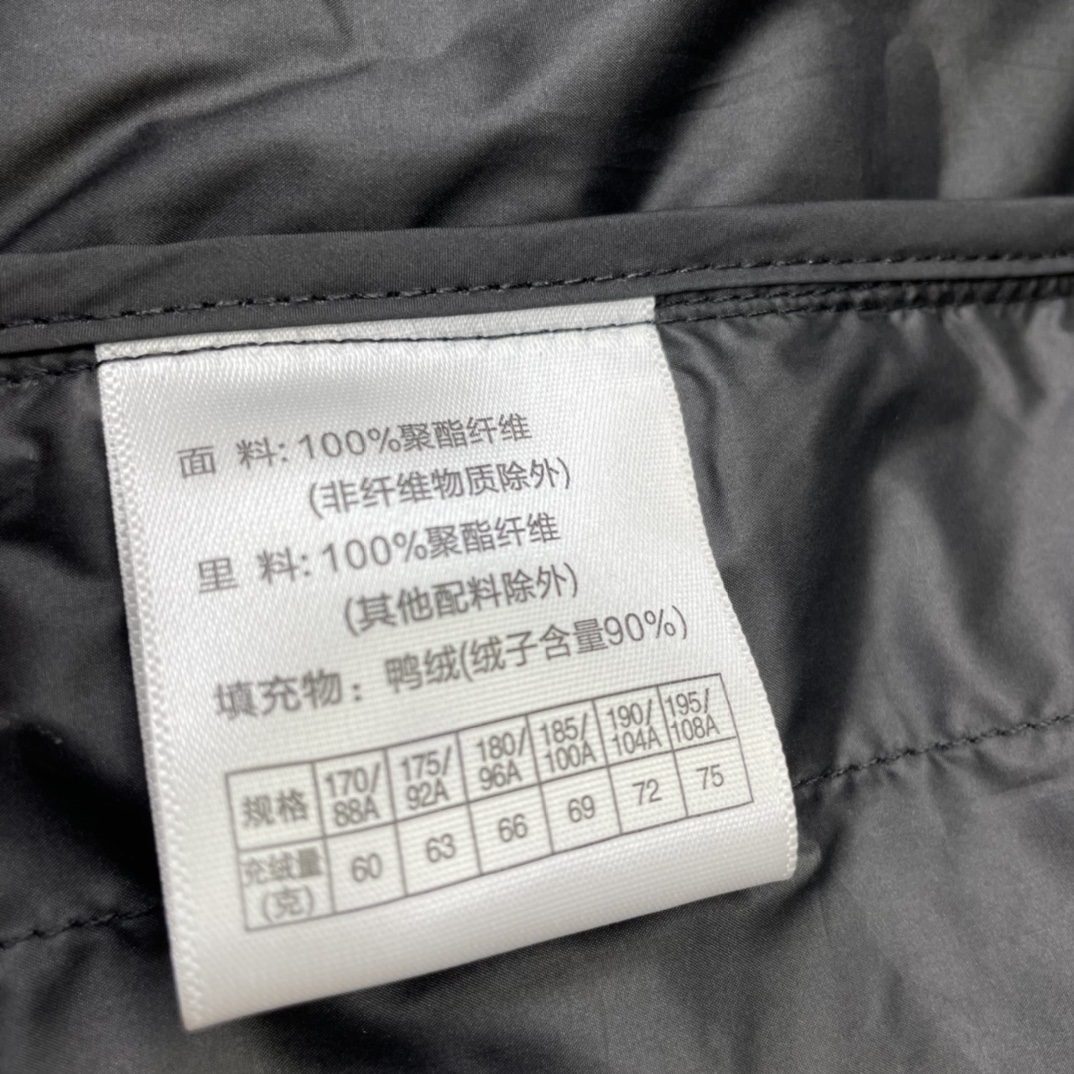 面 料: 100%聚酯纤维
(非纤维物质除外)
里 料: 100%聚酯纤维
(其他配料除外)
填充物: 鸭绒(绒子含量90%)
规格 170/88A 175/92A 180/96A 185/100A 190/104A 195/108A
充绒量(克) 60 63 66 69 72 75